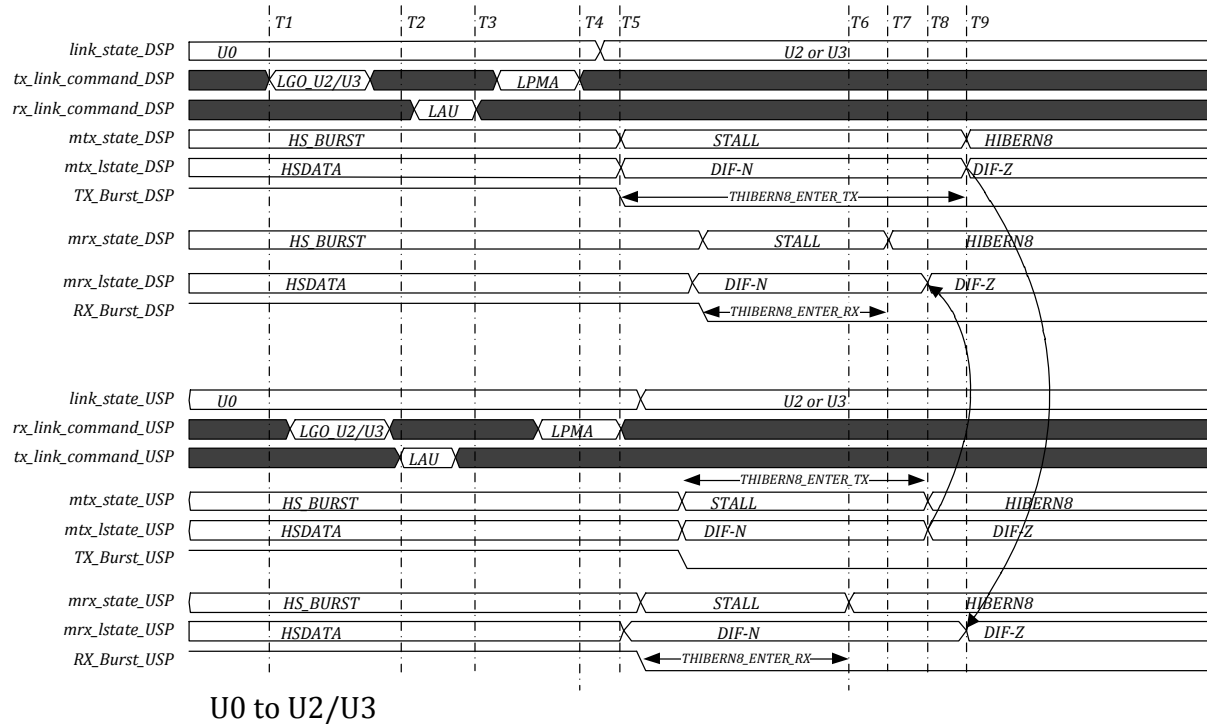 T1 T2 T3 T4 T5 T6 T7 T8 T9
link_state_DSP U0 U2 or U3
tx_link_command_DSP LGO_U2/U3 LPMA
rx_link_command_DSP LAU
mtx_state_DSP HS_BURST STALL HIBERN8
mtx_lstate_DSP HSDATA DIF-N DIF-Z
TX_Burst_DSP THIBERN8_ENTER_TX
mrx_state_DSP HS_BURST STALL HIBERN8
mrx_lstate_DSP HSDATA DIF-N DIF-Z
RX_Burst_DSP THIBERN8_ENTER_RX
link_state_USP U0 U2 or U3
rx_link_command_USP LGO_U2/U3 LPMA
tx_link_command_USP LAU
THIBERN8_ENTER_TX
mtx_state_USP HS_BURST STALL HIBERN8
mtx_lstate_USP HSDATA DIF-N DIF-Z
TX_Burst_USP
mrx_state_USP HS_BURST STALL HIBERN8
mrx_lstate_USP HSDATA DIF-N DIF-Z
RX_Burst_USP THIBERN8_ENTER_RX
U0 to U2/U3